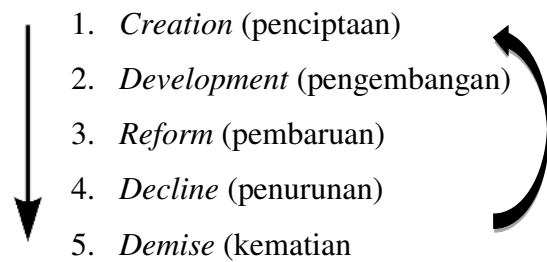 1. Creation (penciptaan)
2. Development (pengembangan)
3. Reform (pembaruan)
4. Decline (penurunan)
5. Demise (kematian